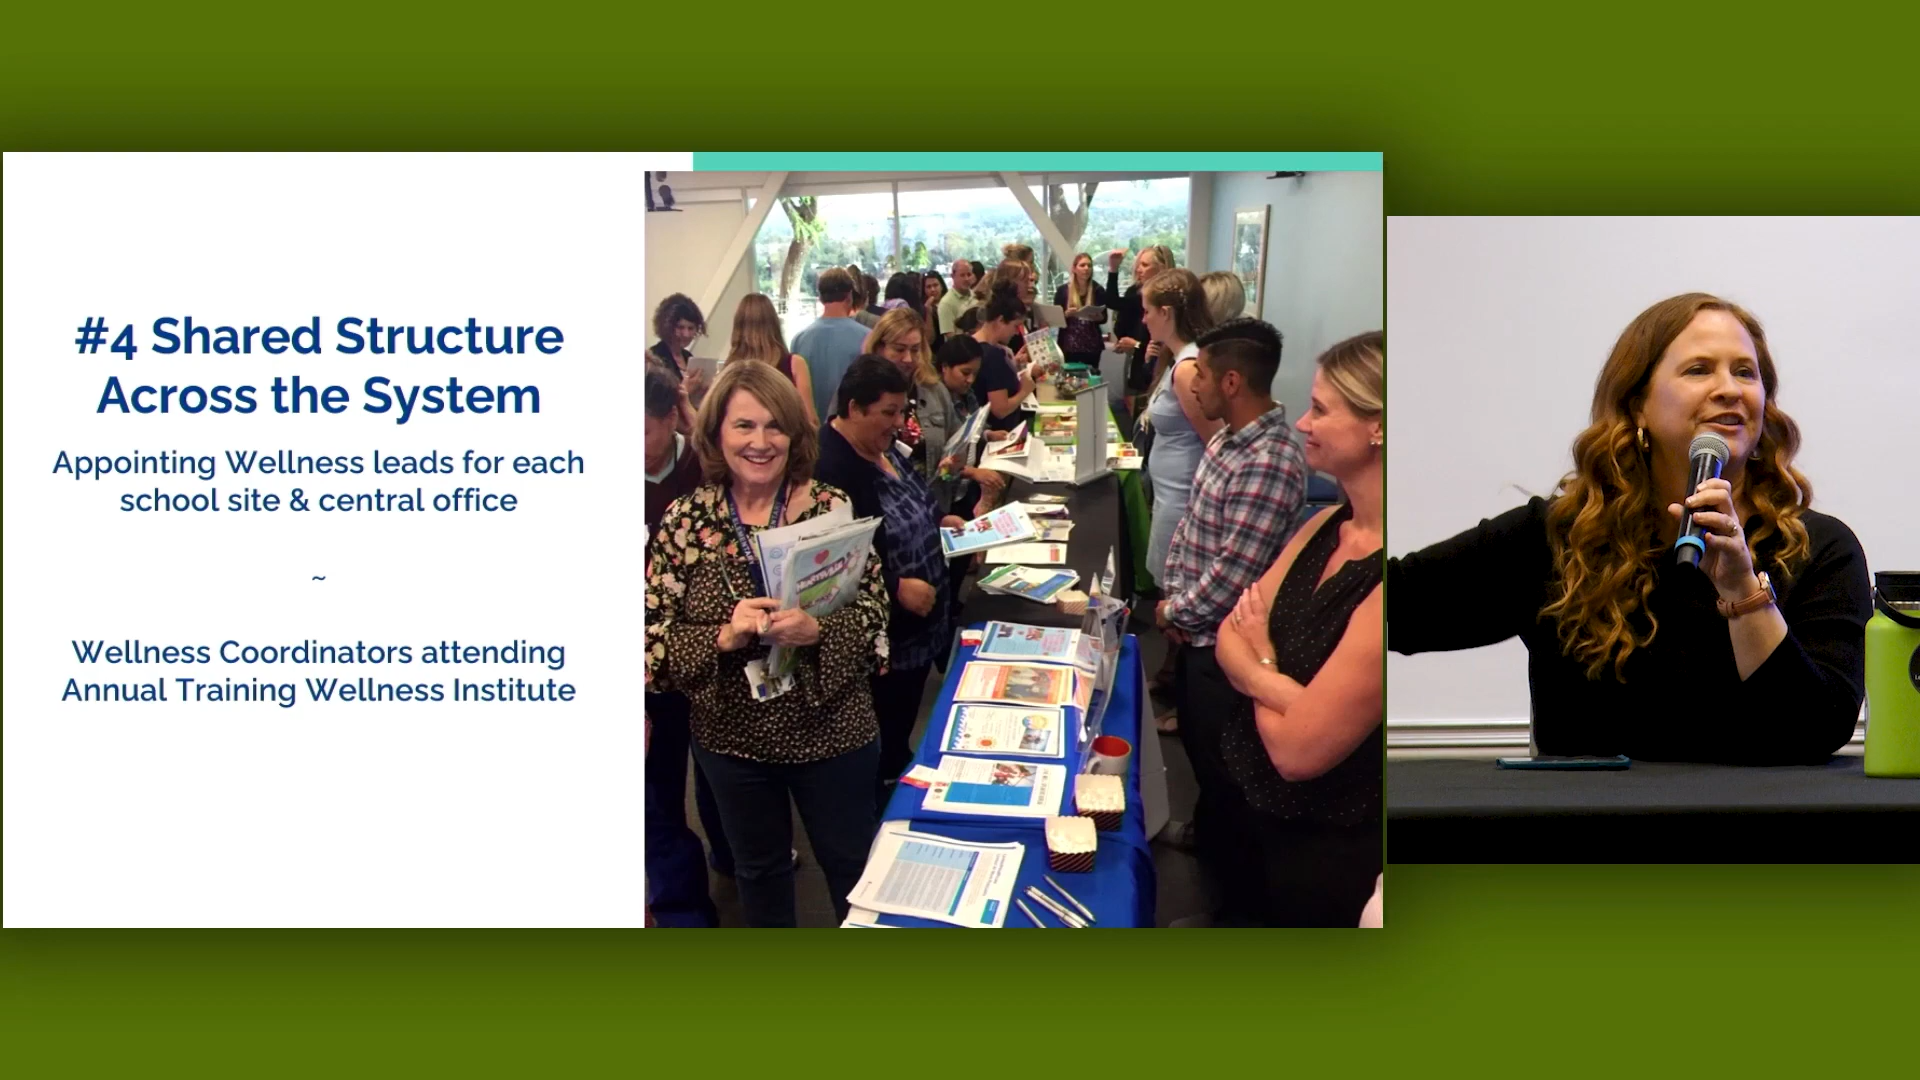 #4 Shared Structure
Across the System
Appointing Wellness leads for each
school site & central office
~
Wellness Coordinators attending
Annual Training Wellness Institute